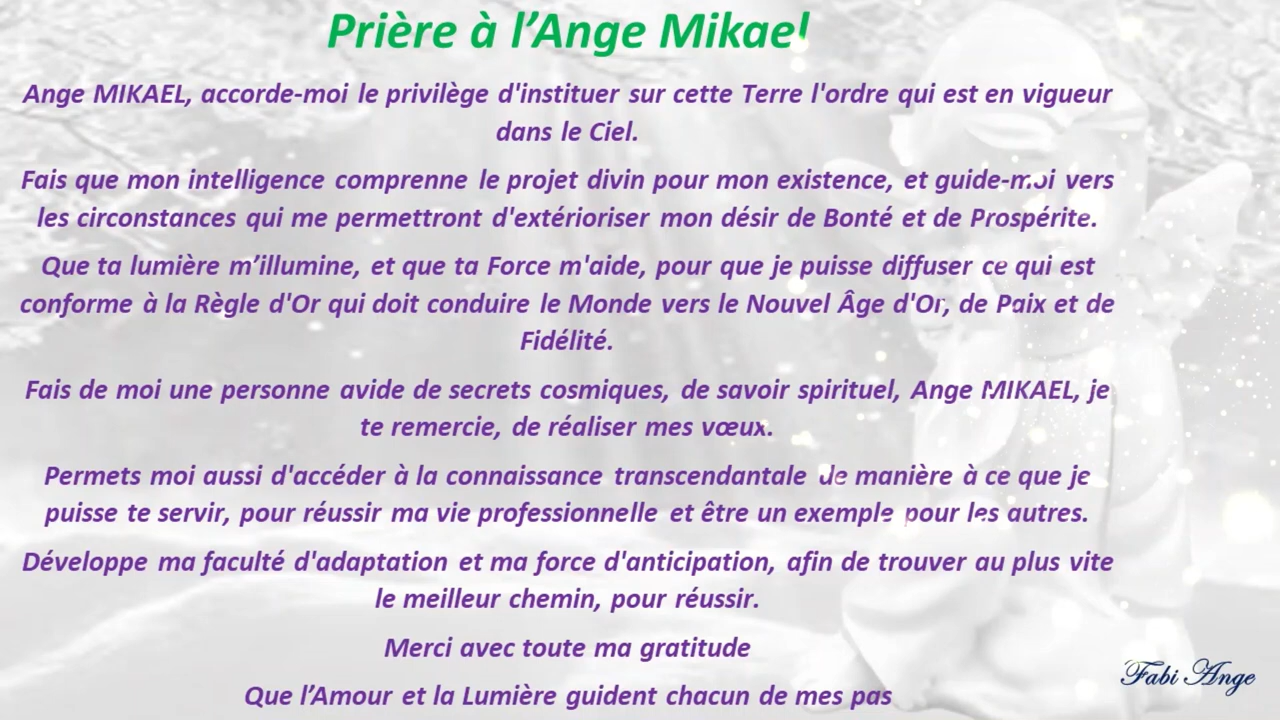 Prière à l’Ange Mikael
Ange MIKAEL, accorde-moi le privilège d'instituer sur cette Terre l'ordre qui est en vigueur
dans le Ciel.
Fais que mon intelligence comprenne le projet divin pour mon existence, et guide-moi vers
les circonstances qui me permettront d'extérioriser mon désir de Bonté et de Prospérite.
Que ta lumière m’illumine, et que ta Force m'aide, pour que je puisse diffuser ce qui est
conforme à la Règle d'Or qui doit conduire le Monde vers le Nouvel Âge d'Or, de Paix et de
Fidélité.
Fais de moi une personne avide de secrets cosmiques, de savoir spirituel, Ange MIKAEL, je
te remercie, de réaliser mes vœux.
Permets moi aussi d'accéder à la connaissance transcendantale de manière à ce que je
puisse te servir, pour réussir ma vie professionnelle et être un exemple pour les autres.
Développe ma faculté d'adaptation et ma force d'anticipation, afin de trouver au plus vite
le meilleur chemin, pour réussir.
Merci avec toute ma gratitude
Que l’Amour et la Lumière guident chacun de mes pas
Fabi Ange